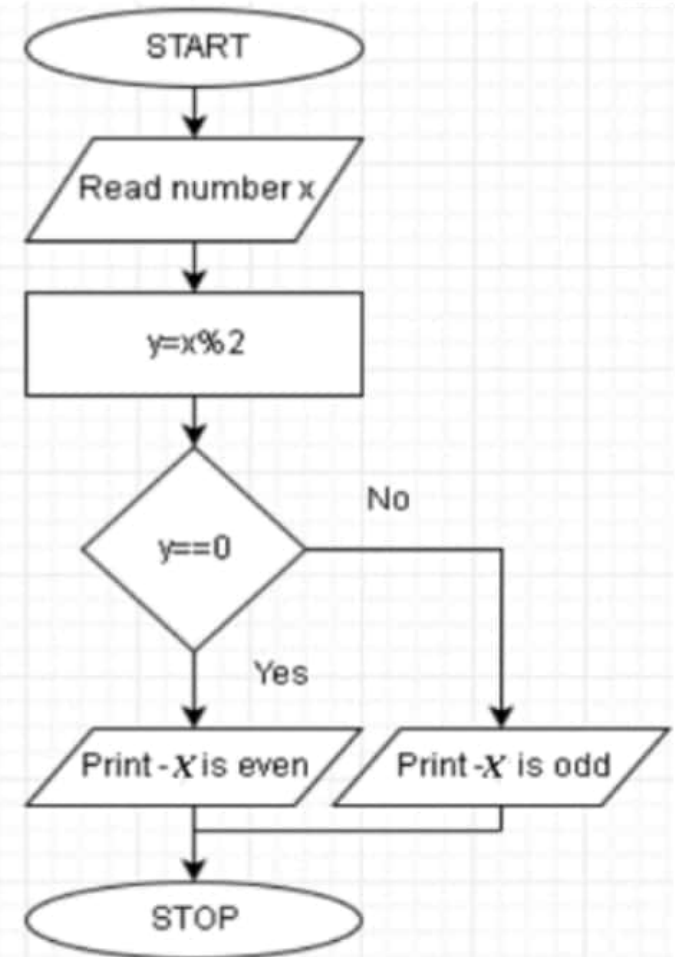 START
Read number x
y=x%2
y==0
No
Yes
Print -x is even
Print -x is odd
STOP